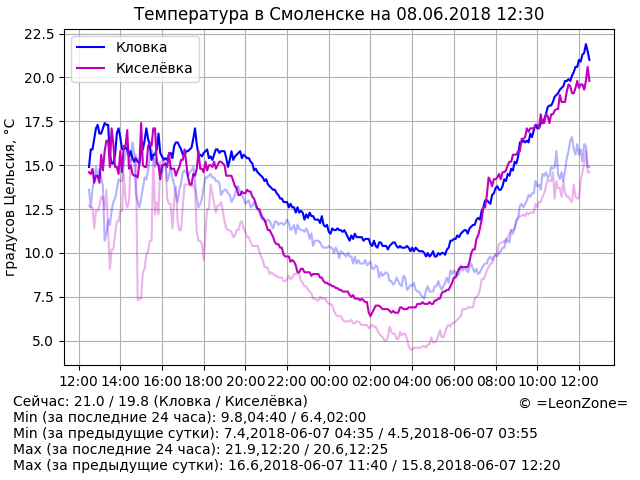 Температура в Смоленске на 08.06.2018 12:30
Кловка
Киселёвка
градусов Цельсия, °C
22.5
20.0
17.5
15.0
12.5
10.0
7.5
5.0
12:00 14:00 16:00 18:00 20:00 22:00 00:00 02:00 04:00 06:00 08:00 10:00 12:00
Сейчас: 21.0 / 19.8 (Кловка / Киселёвка)
© =LeonZone=
Min (за последние 24 часа): 9.8,04:40 / 6.4,02:00
Min (за предыдущие сутки): 7.4,2018-06-07 04:35 / 4.5,2018-06-07 03:55
Max (за последние 24 часа): 21.9,12:20 / 20.6,12:25
Max (за предыдущие сутки): 16.6,2018-06-07 11:40 / 15.8,2018-06-07 12:20